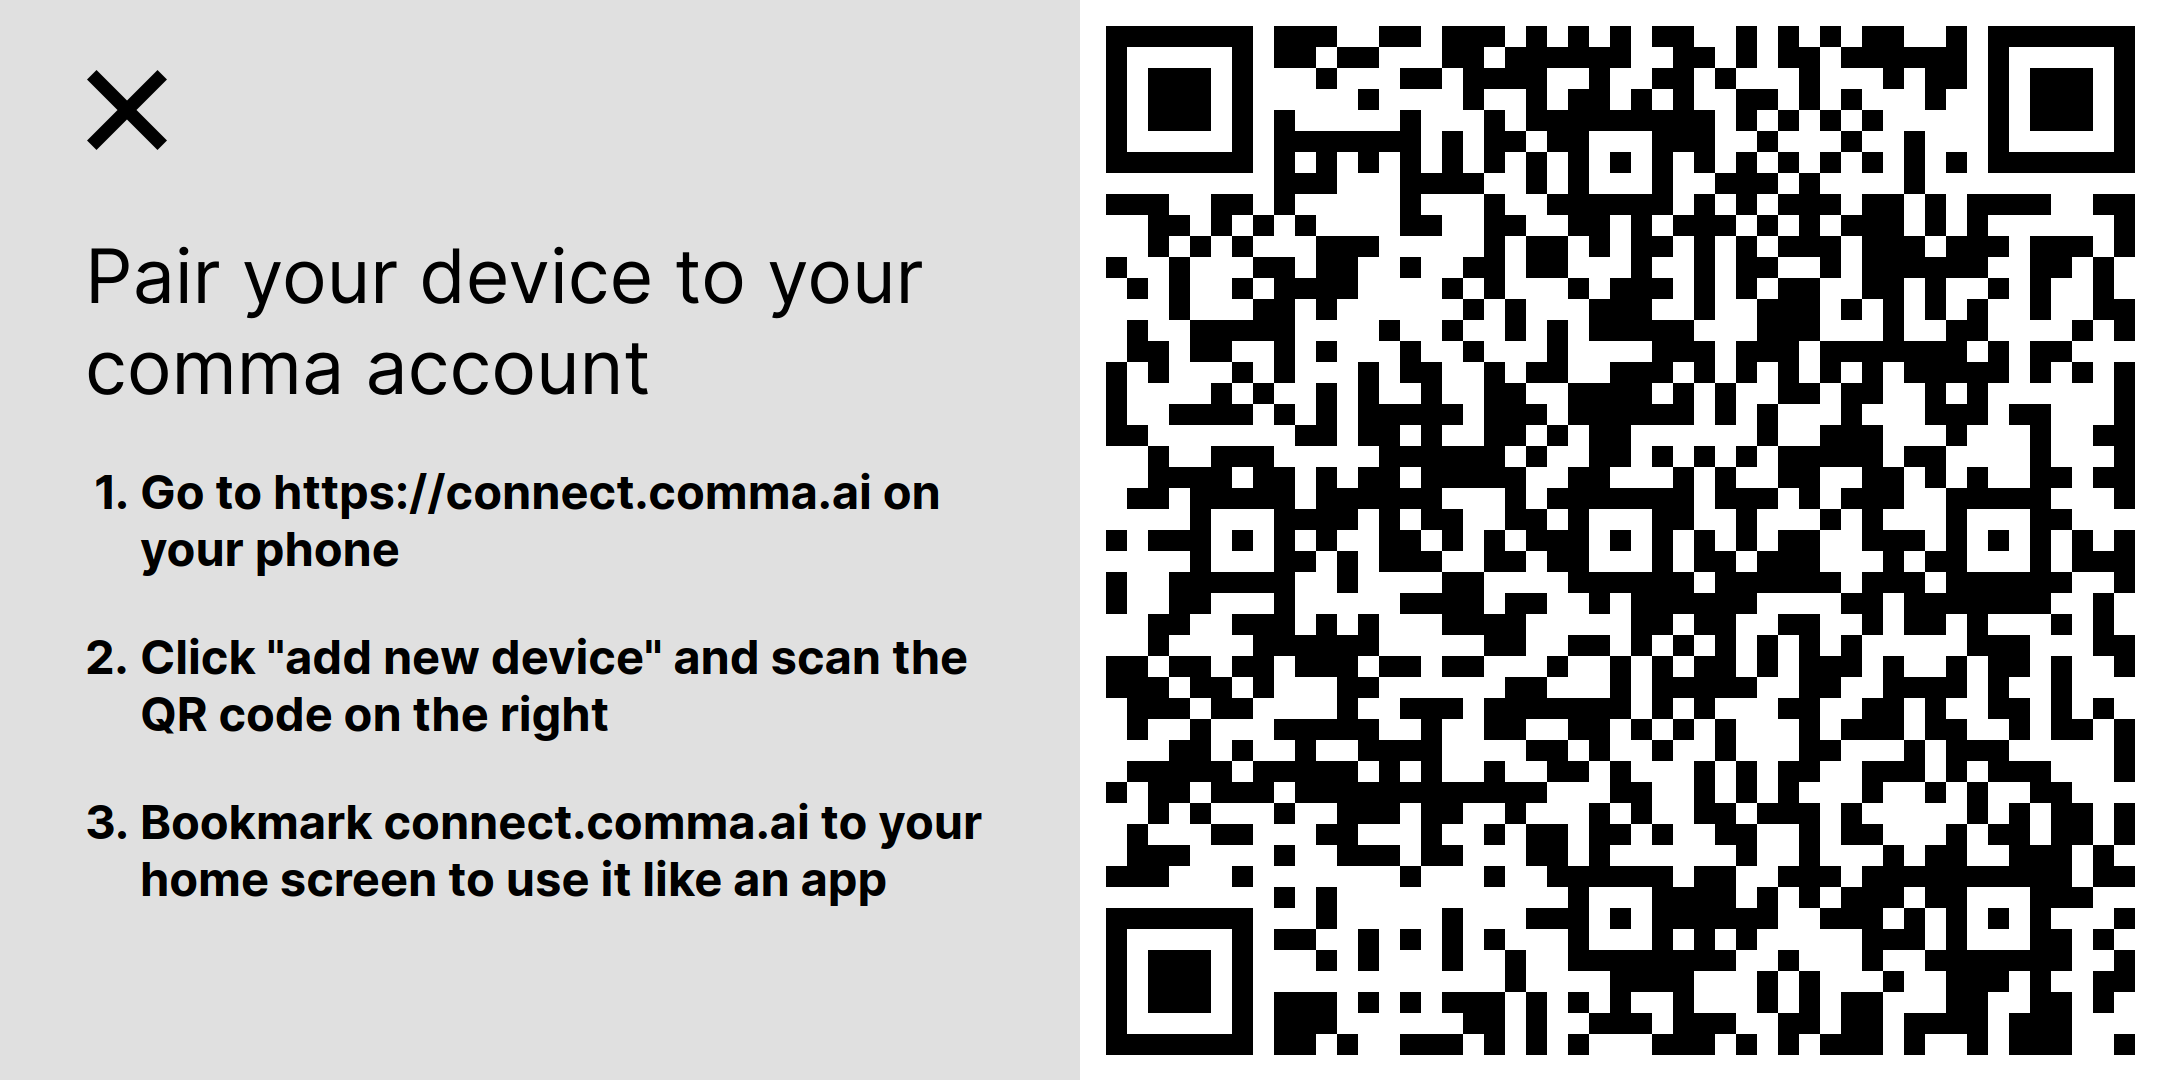 Pair your device to your
comma account
1. Go to https://connect.comma.ai on
your phone
2. Click "add new device" and scan the
QR code on the right
3. Bookmark connect.comma.ai to your
home screen to use it like an app